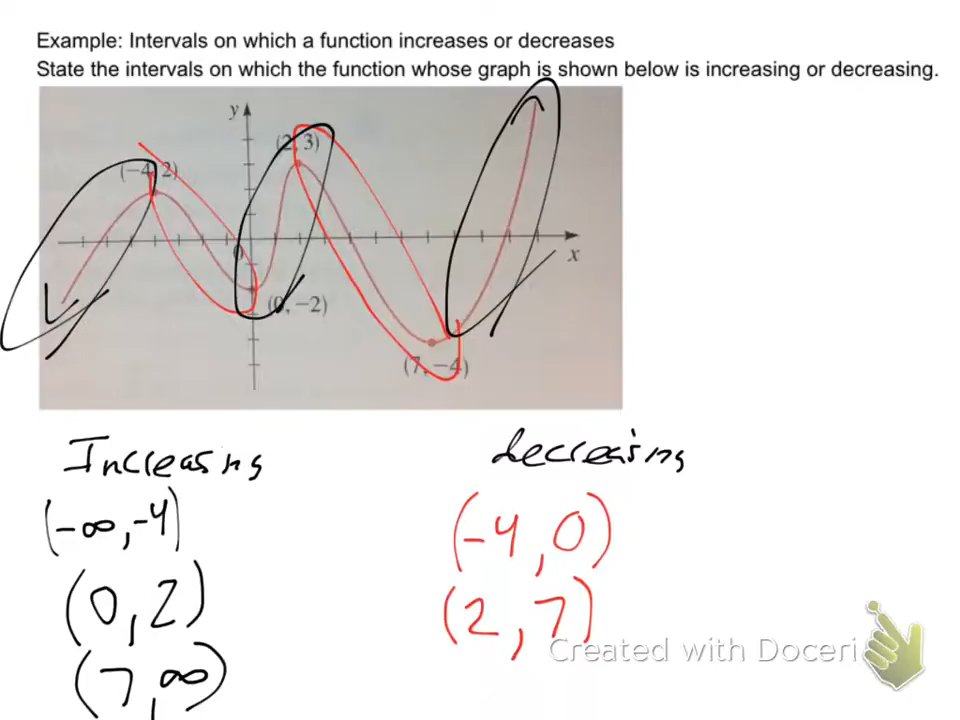 Example: Intervals on which a function increases or decreases
State the intervals on which the function whose graph is shown below is increasing or decreasing.
y
(2, 3)
(−4, 2)
0
x
(0, −2)
(7, −4)
Increasing
decreasing
(-∞, -4)
(-4, 0)
(0, 2)
(2, 7)
(7, ∞)
Created with Doceri